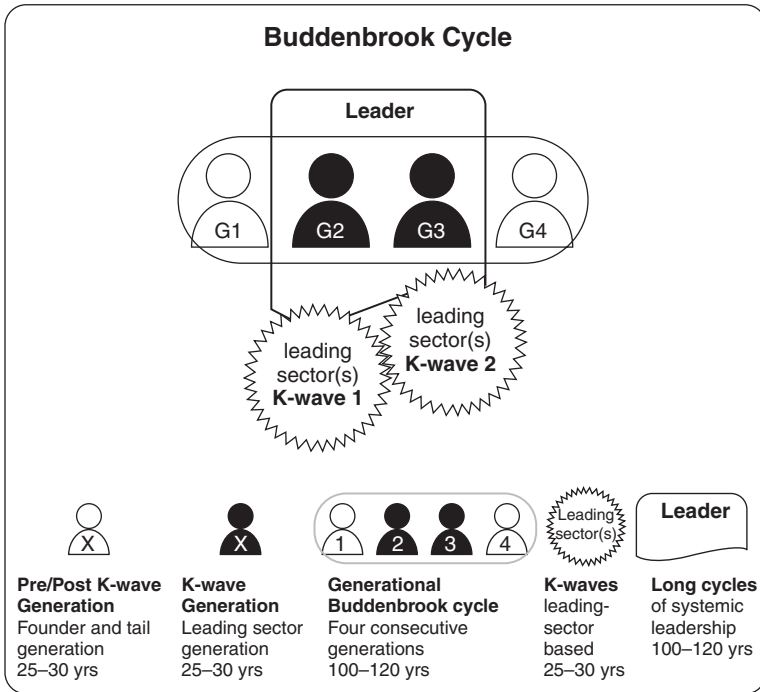 Buddenbrook Cycle
Leader
G1 G2 G3 G4
leading
sector(s)
K-wave 1
leading
sector(s)
K-wave 2
X
Pre/Post K-wave
Generation
Founder and tail
generation
25–30 yrs
X
K-wave
Generation
Leading sector
generation
25–30 yrs
1 2 3 4
Generational
Buddenbrook cycle
Four consecutive
generations
100–120 yrs
Leading
sector(s)
K-waves
leading-
sector
based
25–30 yrs
Leader
Long cycles
of systemic
leadership
100–120 yrs